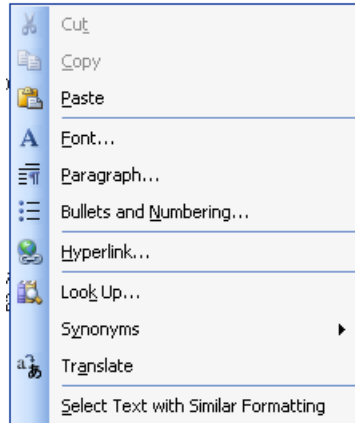 Cut
Copy
Paste
Font...
Paragraph...
Bullets and Numbering...
Hyperlink...
Look Up...
Synonyms
Translate
Select Text with Similar Formatting